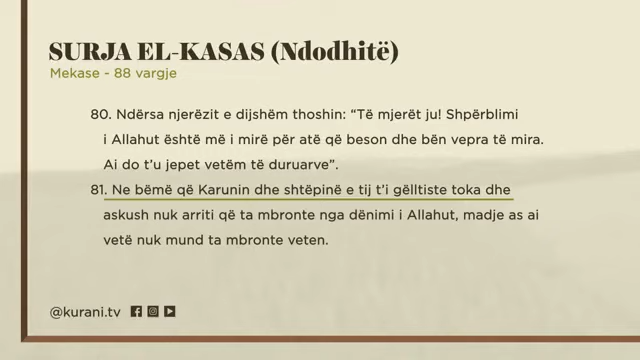 SURJA EL-KASAS (Ndodhitë)
Mekase - 88 vargje
80. Ndërsa njerëzit e dijshëm thoshin: “Të mjerët ju! Shpërblimi
i Allahut është më i mirë për atë që beson dhe bën vepra të mira.
Ai do t’u jepet vetëm të duruarve”.
81. Ne bëmë që Karunin dhe shtëpinë e tij t’i gëlltiste toka dhe
askush nuk arriti që ta mbronte nga dënimi i Allahut, madje as ai
vetë nuk mund ta mbronte veten.
@kurani.tv